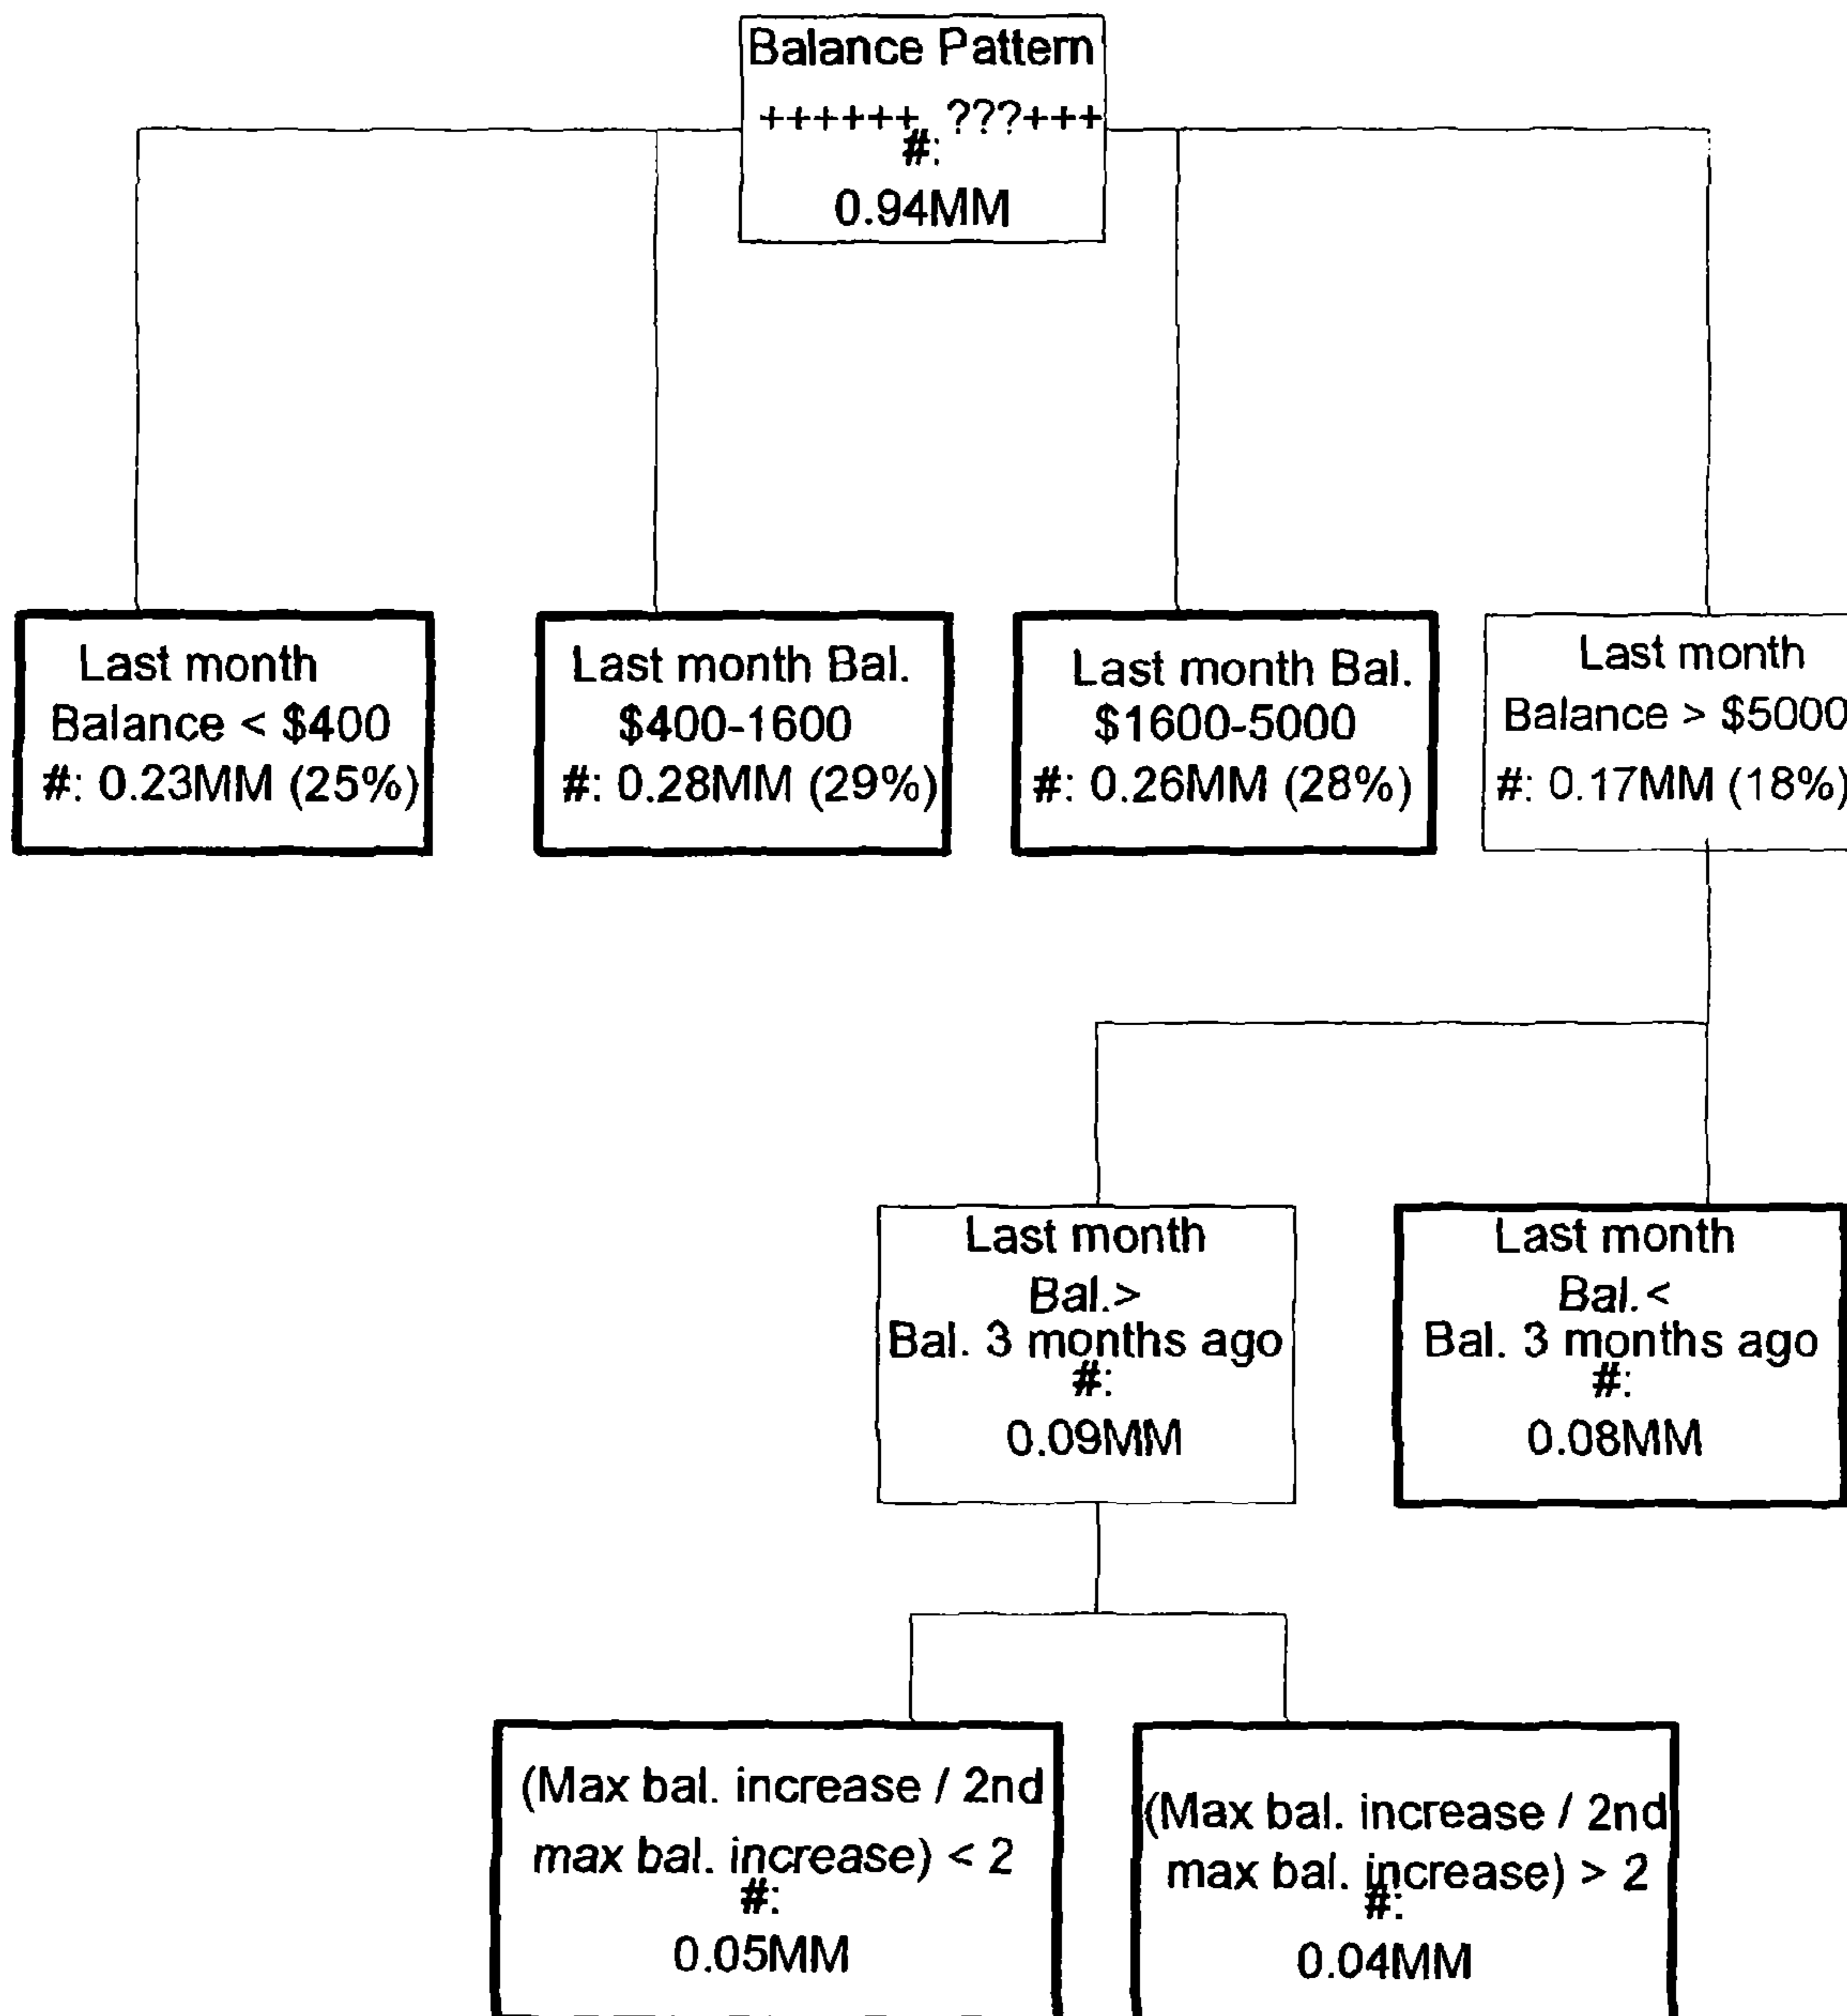 Balance Pattern
++++++, ???+++
#:
0.94MM
Last month
Balance < $400
#: 0.23MM (25%)
Last month Bal.
$400-1600
#: 0.28MM (29%)
Last month Bal.
$1600-5000
#: 0.26MM (28%)
Last month
Balance > $5000
#: 0.17MM (18%)
Last month
Bal.>
Bal. 3 months ago
#:
0.09MM
Last month
Bal.<
Bal. 3 months ago
#:
0.08MM
(Max bal. increase / 2nd
max bal. increase) < 2
#:
0.05MM
(Max bal. increase / 2nd
max bal. increase) > 2
#:
0.04MM